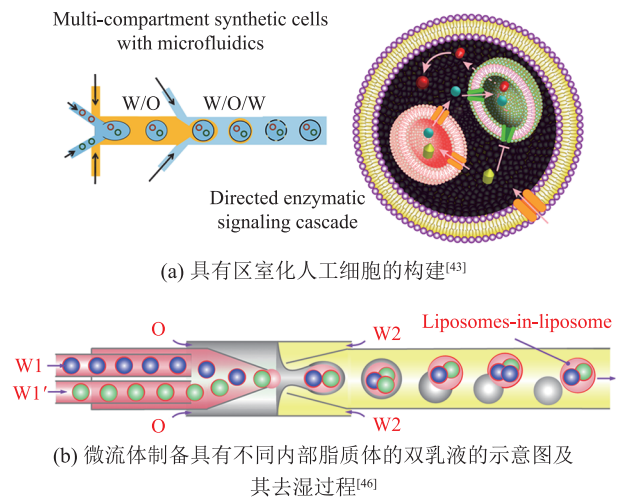 Multi-compartment synthetic cells
with microfluidics
W/O
W/O/W
Directed enzymatic
signaling cascade
(a) 具有区室化人工细胞的构建[43]
O
W2
Liposomes-in-liposome
W1
W1′
O
W2
(b) 微流体制备具有不同内部脂质体的双乳液的示意图及
其去湿过程[46]